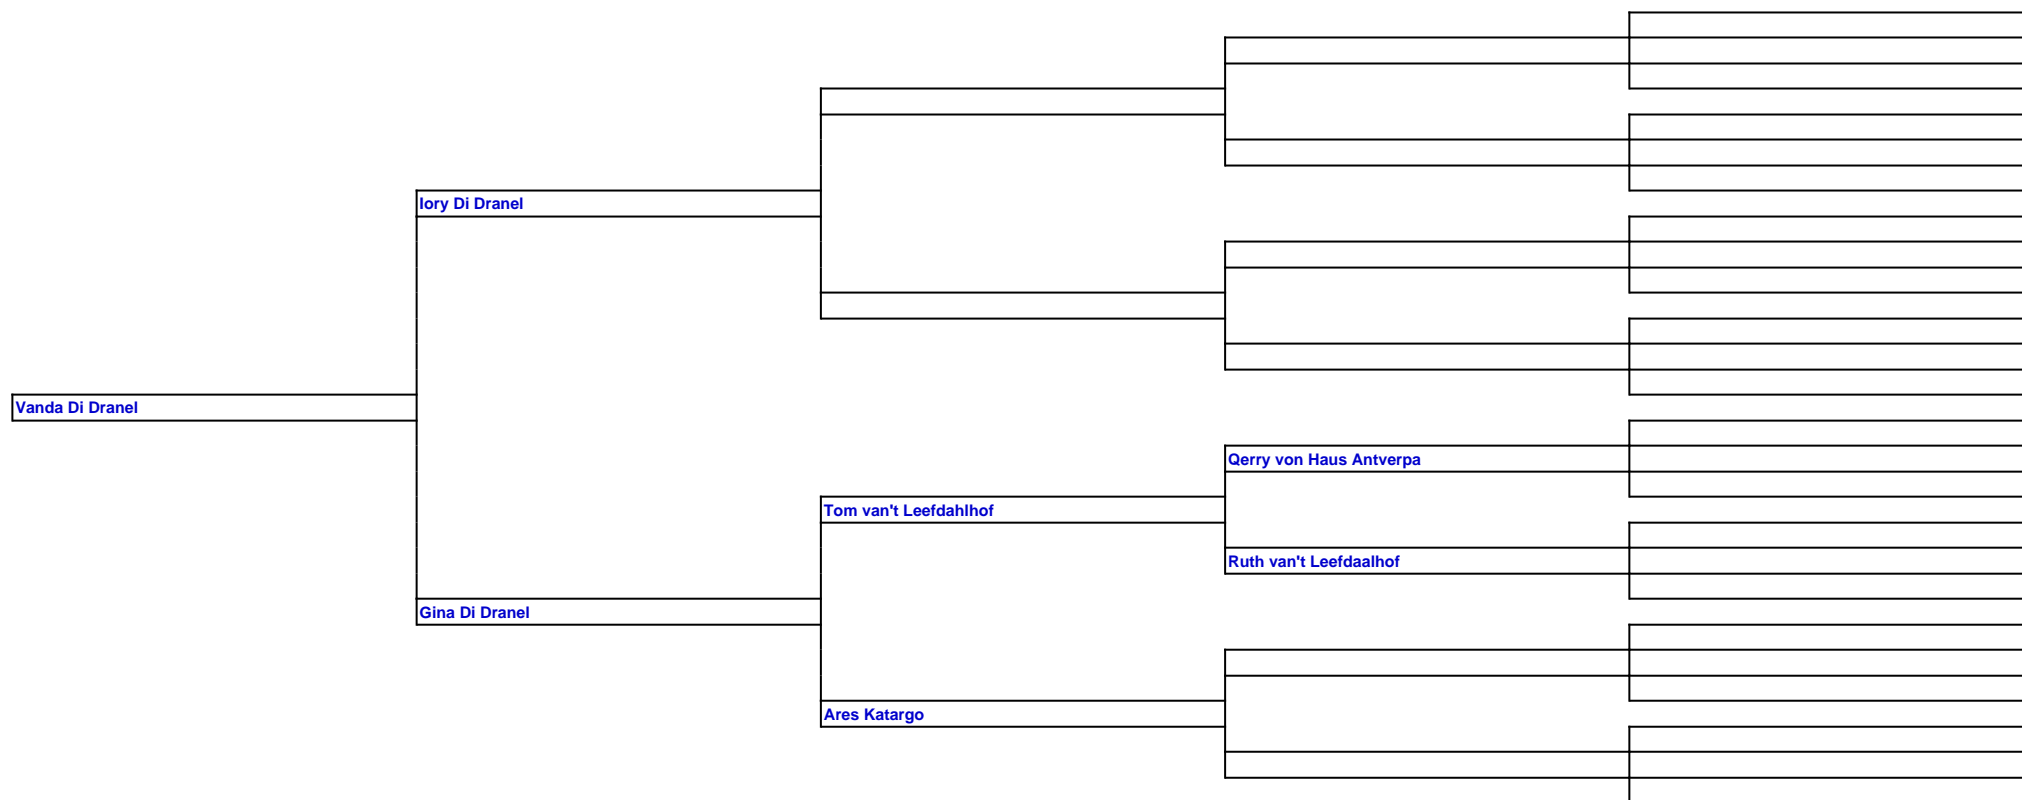 Iory Di Dranel
Vanda Di Dranel
Qerry von Haus Antverpa
Tom van't Leefdahlhof
Ruth van't Leefdaalhof
Gina Di Dranel
Ares Katargo